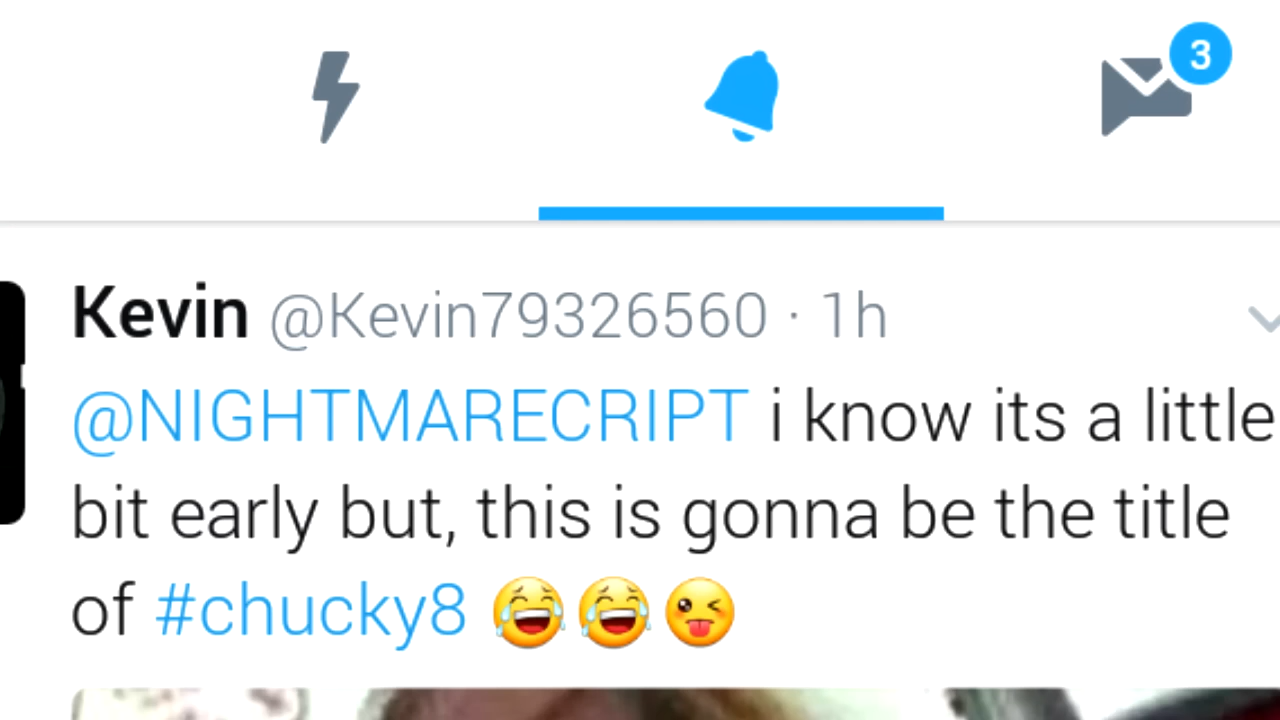 3
Kevin @Kevin79326560 · 1h
@NIGHTMARECRIPT i know its a little
bit early but, this is gonna be the title
of #chucky8 😂😂😜